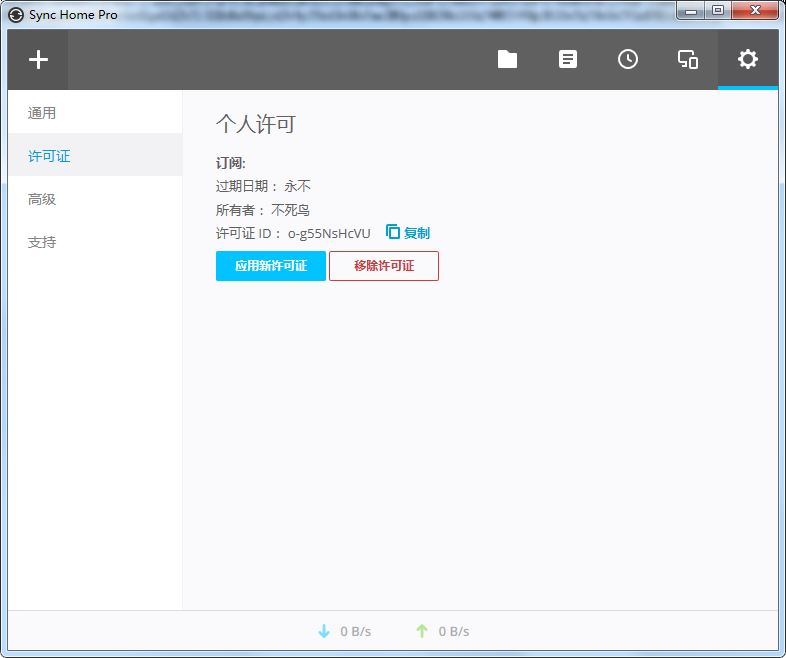 Sync Home Pro
通用
许可证
高级
支持
个人许可
订阅:
过期日期： 永不
所有者： 不死鸟
许可证 ID： o-g55NsHcVU 复制
应用新许可证 移除许可证
0 B/s 0 B/s